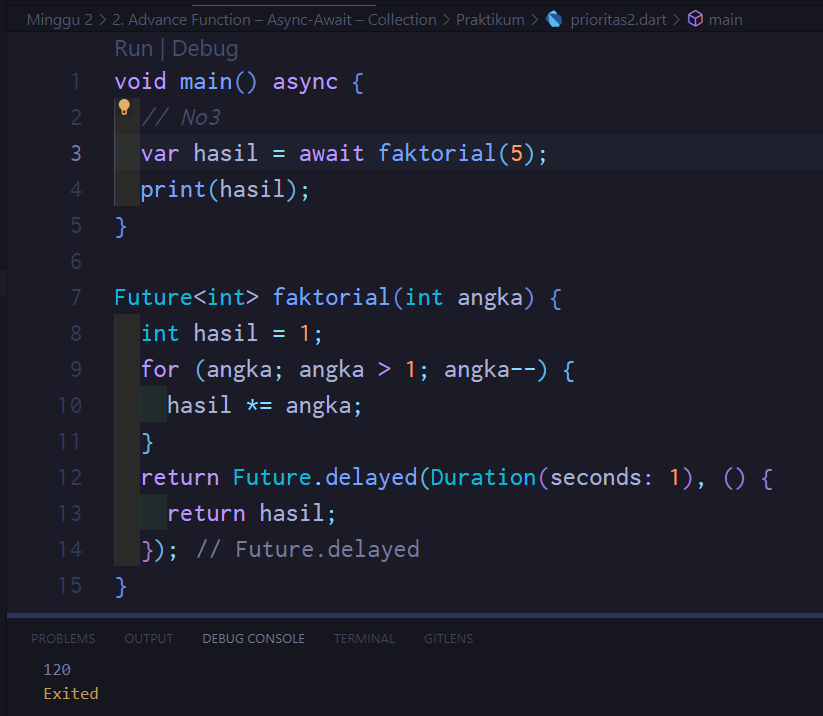 Minggu 2 > 2. Advance Function – Async-Await – Collection > Praktikum > prioritas2.dart > main
Run | Debug
1 void main() async {
2 // No3
3 var hasil = await faktorial(5);
4 print(hasil);
5 }
6
7 Future<int> faktorial(int angka) {
8 int hasil = 1;
9 for (angka; angka > 1; angka--) {
10 hasil *= angka;
11 }
12 return Future.delayed(Duration(seconds: 1), () {
13 return hasil;
14 }); // Future.delayed
15 }
PROBLEMS OUTPUT DEBUG CONSOLE TERMINAL GITLENS
120
Exited